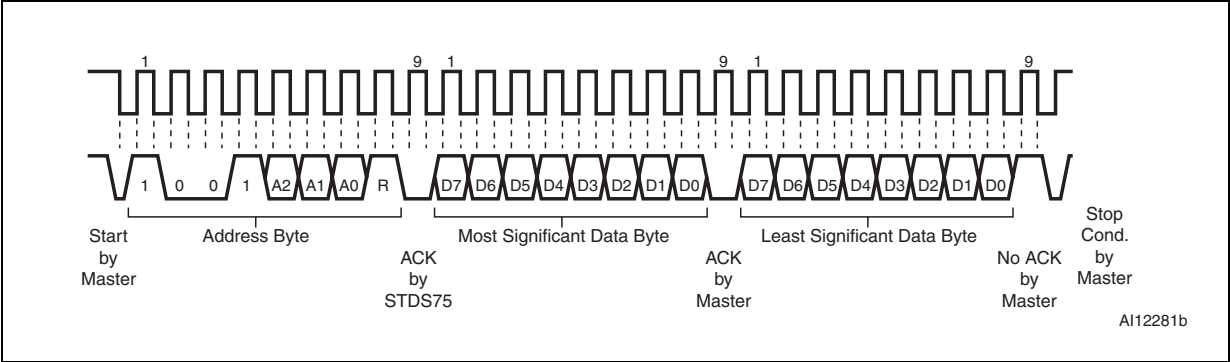 1 9 1 9 1 9
1 0 0 1 A2 A1 A0 R D7 D6 D5 D4 D3 D2 D1 D0 D7 D6 D5 D4 D3 D2 D1 D0
Start
by
Master
Address Byte
ACK
by
STDS75
Most Significant Data Byte
ACK
by
Master
Least Significant Data Byte
No ACK
by
Master
Stop
Cond.
by
Master
AI12281b